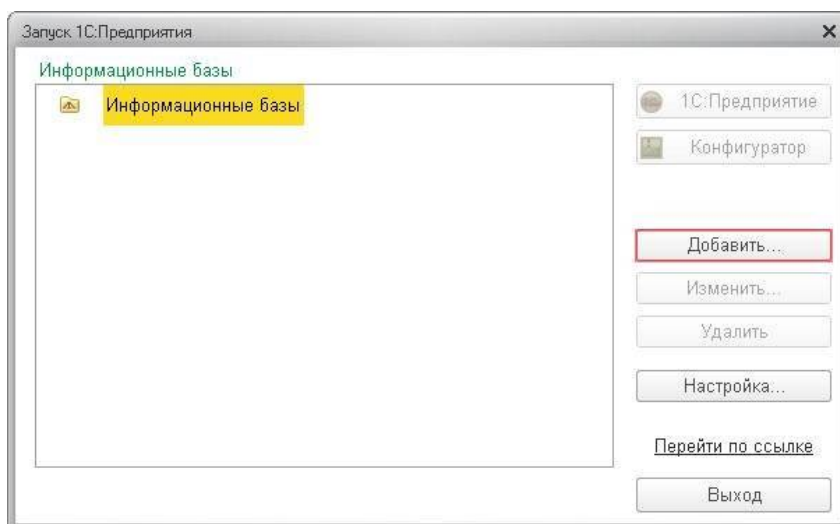 Запуск 1С:Предприятия
Информационные базы
Информационные базы
1С:Предприятие
Конфигуратор
Добавить...
Изменить...
Удалить
Настройка...
Перейти по ссылке
Выход